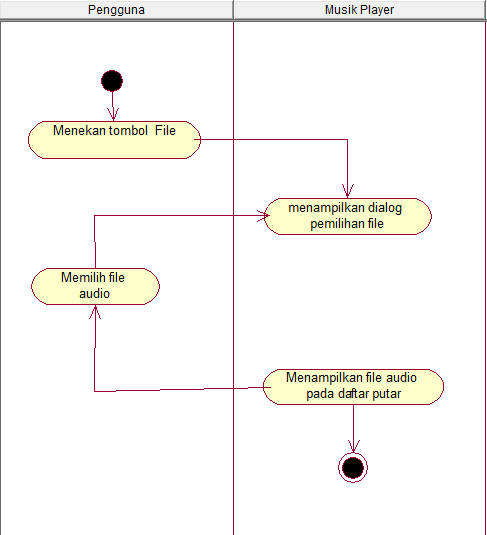 Pengguna
Musik Player
Menekan tombol  File
menampilkan dialog
pemilihan file
Memilih file
audio
Menampilkan file audio
pada daftar putar